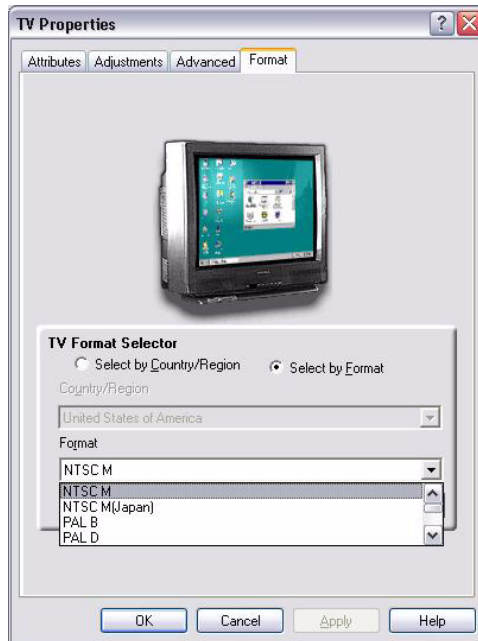 TV Properties
Attributes Adjustments Advanced Format
TV Format Selector
Select by Country/Region Select by Format
Country/Region
United States of America
Format
NTSC M
NTSC M
NTSC M(Japan)
PAL B
PAL D
OK Cancel Apply Help